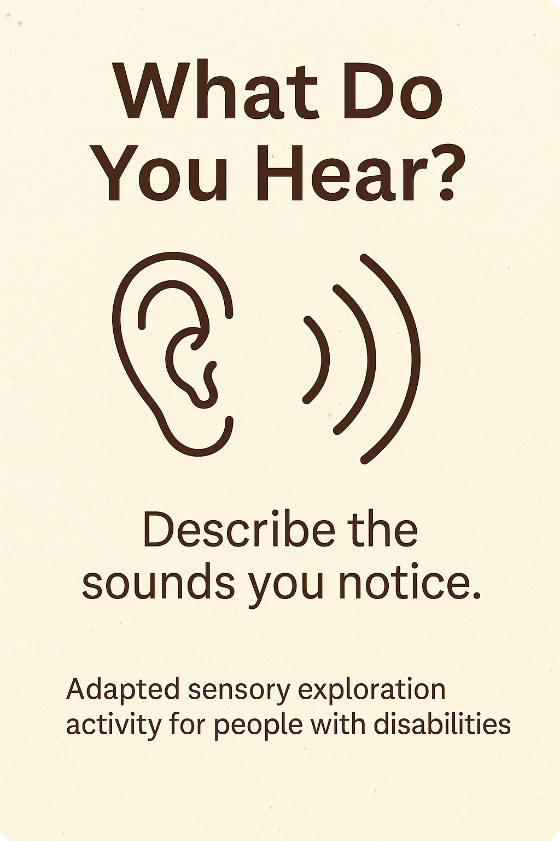 What Do
You Hear?
Describe the
sounds you notice.
Adapted sensory exploration
activity for people with disabilities